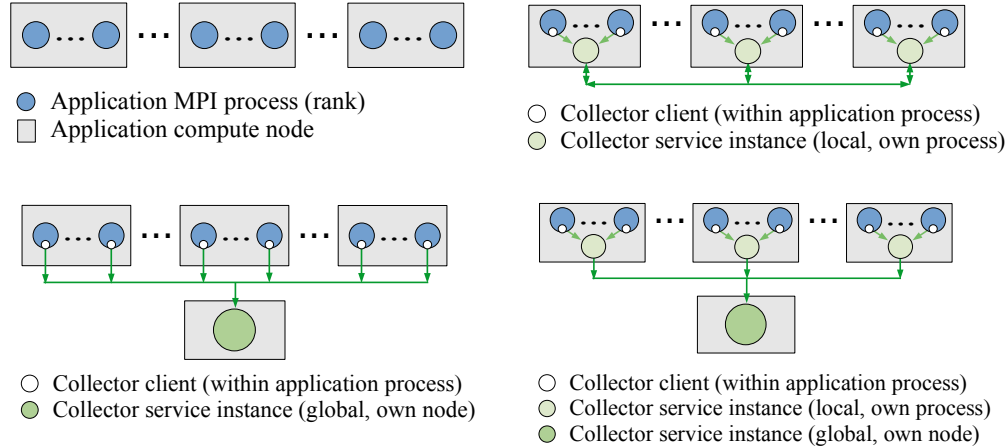 Application MPI process (rank)
Application compute node
Collector client (within application process)
Collector service instance (local, own process)
Collector client (within application process)
Collector service instance (global, own node)
Collector client (within application process)
Collector service instance (local, own process)
Collector service instance (global, own node)